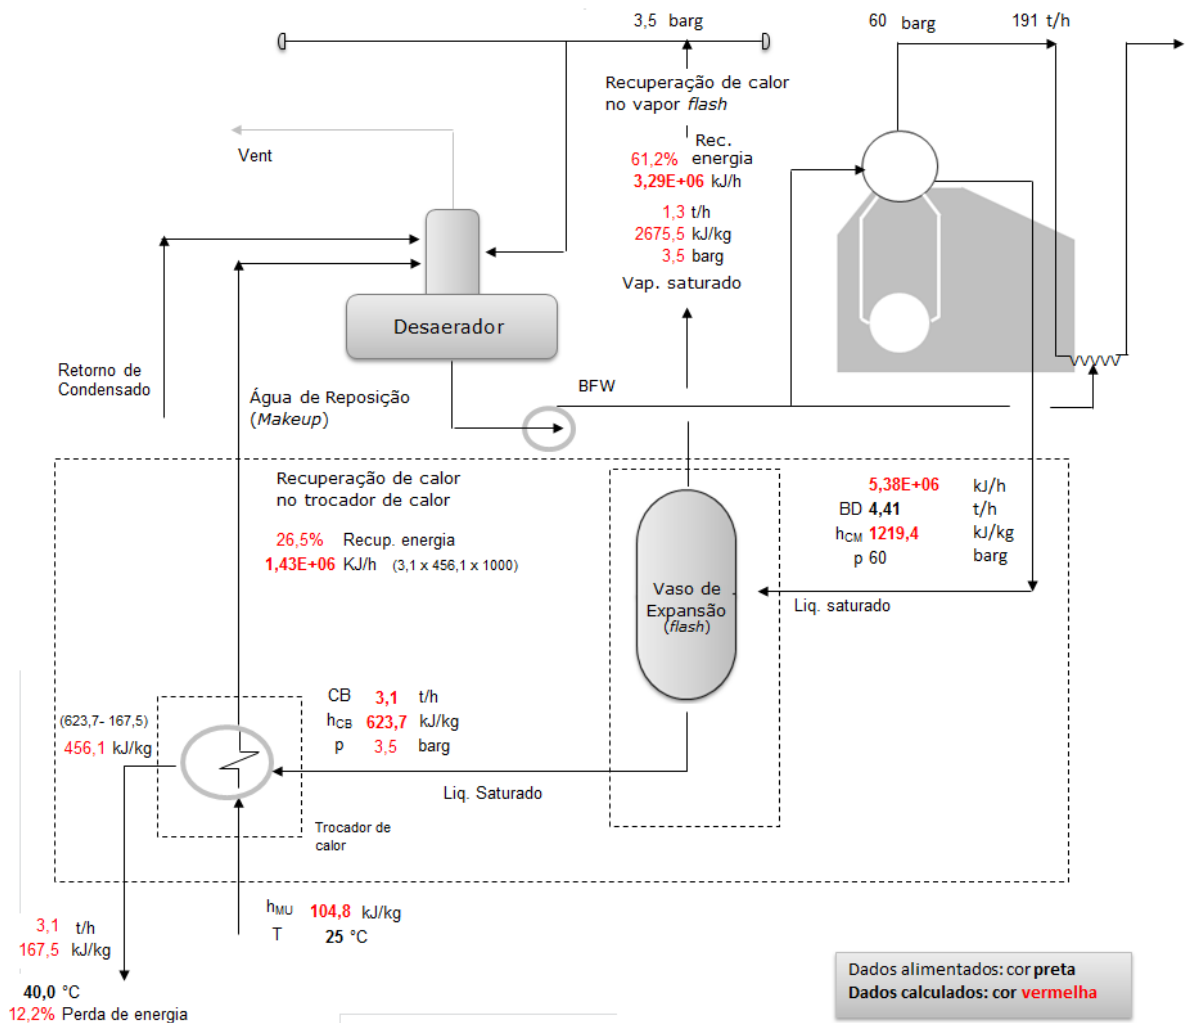 3,5 barg
60 barg
191 t/h
Recuperação de calor
no vapor flash
Rec.
61,2% energia
3,29E+06 kJ/h
1,3 t/h
2675,5 kJ/kg
3,5 barg
Vap. saturado
Vent
Desaerador
Retorno de
Condensado
Água de Reposição
(Makeup)
BFW
Recuperação de calor
no trocador de calor
26,5% Recup. energia
1,43E+06 KJ/h (3,1 x 456,1 x 1000)
5,38E+06 kJ/h
BD 4,41 t/h
hCM 1219,4 kJ/kg
p 60 barg
Vaso de
Expansão
(flash)
Liq. saturado
CB 3,1 t/h
hCB 623,7 kJ/kg
p 3,5 barg
(623,7- 167,5)
456,1 kJ/kg
Liq. Saturado
Trocador de
calor
hMU 104,8 kJ/kg
T 25 °C
3,1 t/h
167,5 kJ/kg
40,0 °C
12,2% Perda de energia
Dados alimentados: cor preta
Dados calculados: cor vermelha